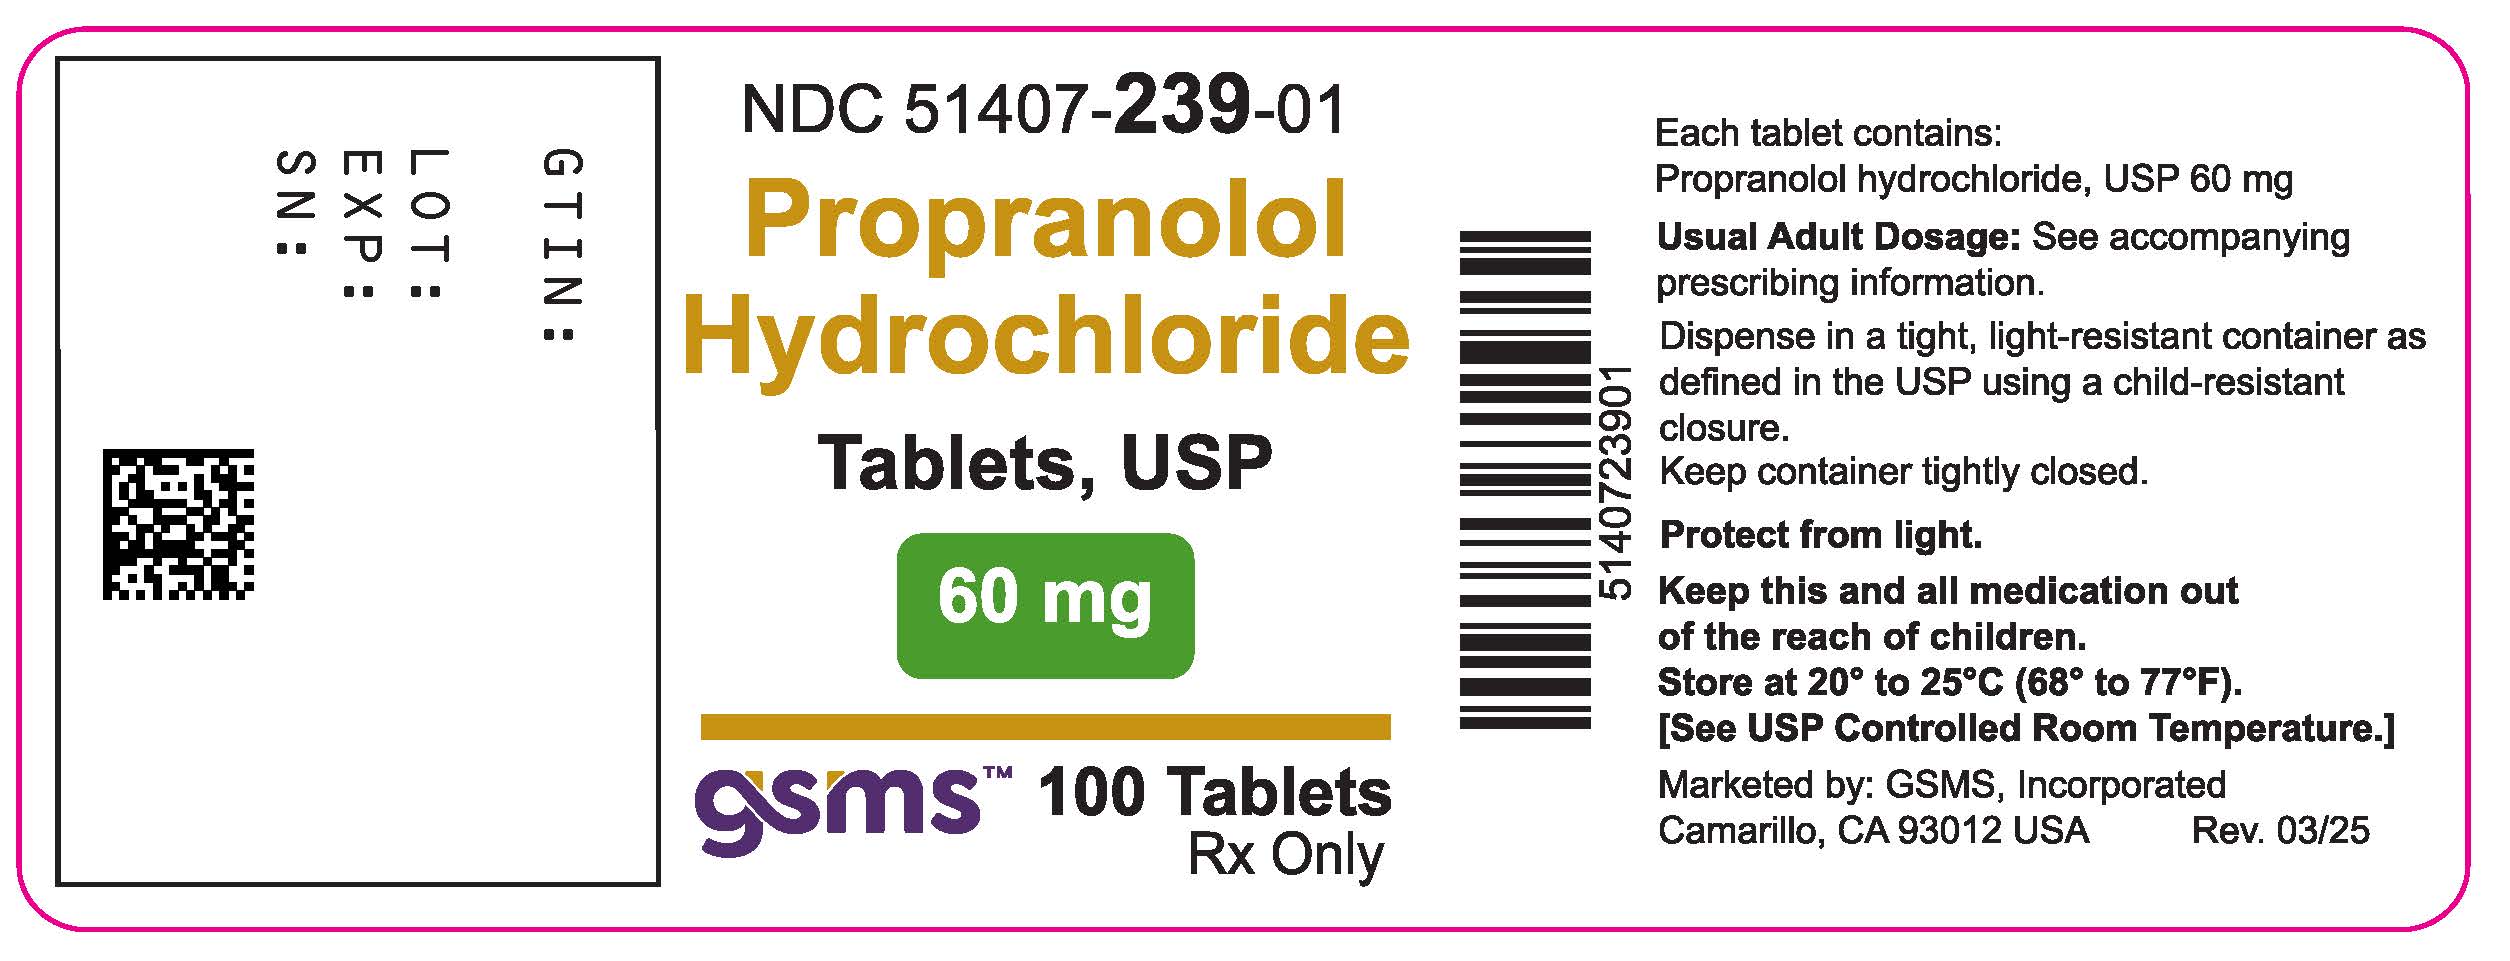 GTIN:
LOT:
EXP:
SN:
NDC 51407-239-01
Propranolol
Hydrochloride
Tablets, USP
60 mg
gsms™ 100 Tablets
Rx Only
5140723901
Each tablet contains:
Propranolol hydrochloride, USP 60 mg
Usual Adult Dosage: See accompanying
prescribing information.
Dispense in a tight, light-resistant container as
defined in the USP using a child-resistant
closure.
Keep container tightly closed.
Protect from light.
Keep this and all medication out
of the reach of children.
Store at 20° to 25°C (68° to 77°F).
[See USP Controlled Room Temperature.]
Marketed by: GSMS, Incorporated
Camarillo, CA 93012 USA Rev. 03/25